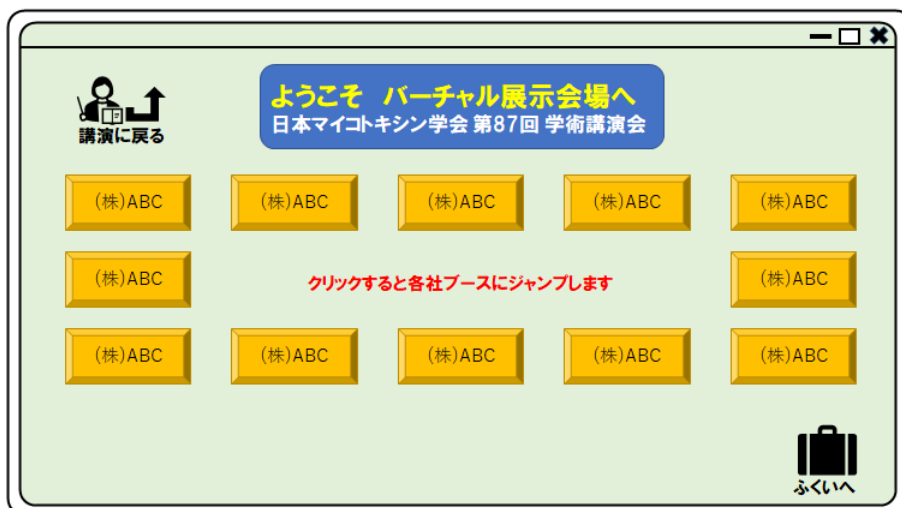 ようこそ　バーチャル展示会場へ
日本マイコトキシン学会 第87回 学術講演会
講演に戻る
(株)ABC
(株)ABC
(株)ABC
(株)ABC
(株)ABC
(株)ABC
クリックすると各社ブースにジャンプします
(株)ABC
(株)ABC
(株)ABC
(株)ABC
(株)ABC
(株)ABC
ふくいへ